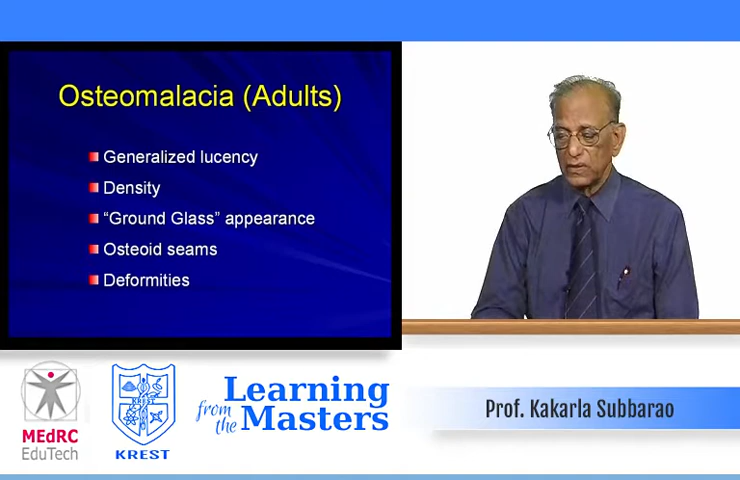 Osteomalacia (Adults)
Generalized lucency
Density
“Ground Glass” appearance
Osteoid seams
Deformities
MEdRC
EduTech
KREST
KREST
Learning
from the Masters
Prof. Kakarla Subbarao